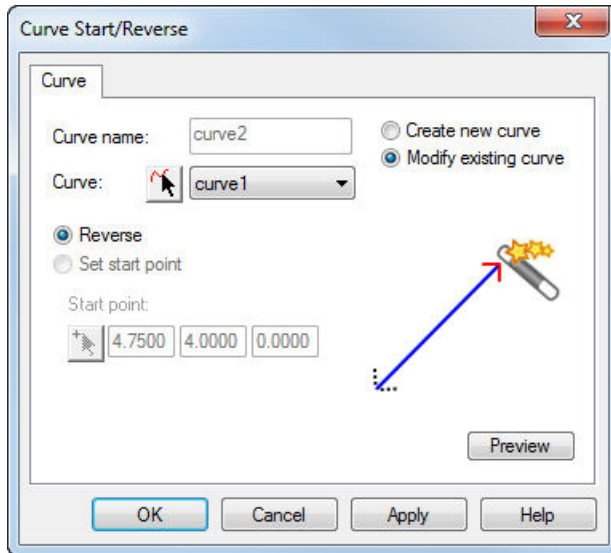 Curve Start/Reverse
Curve
Curve name: curve2
Create new curve
Modify existing curve
Curve: curve1
Reverse
Set start point
Start point:
4.7500 4.0000 0.0000
Preview
OK Cancel Apply Help